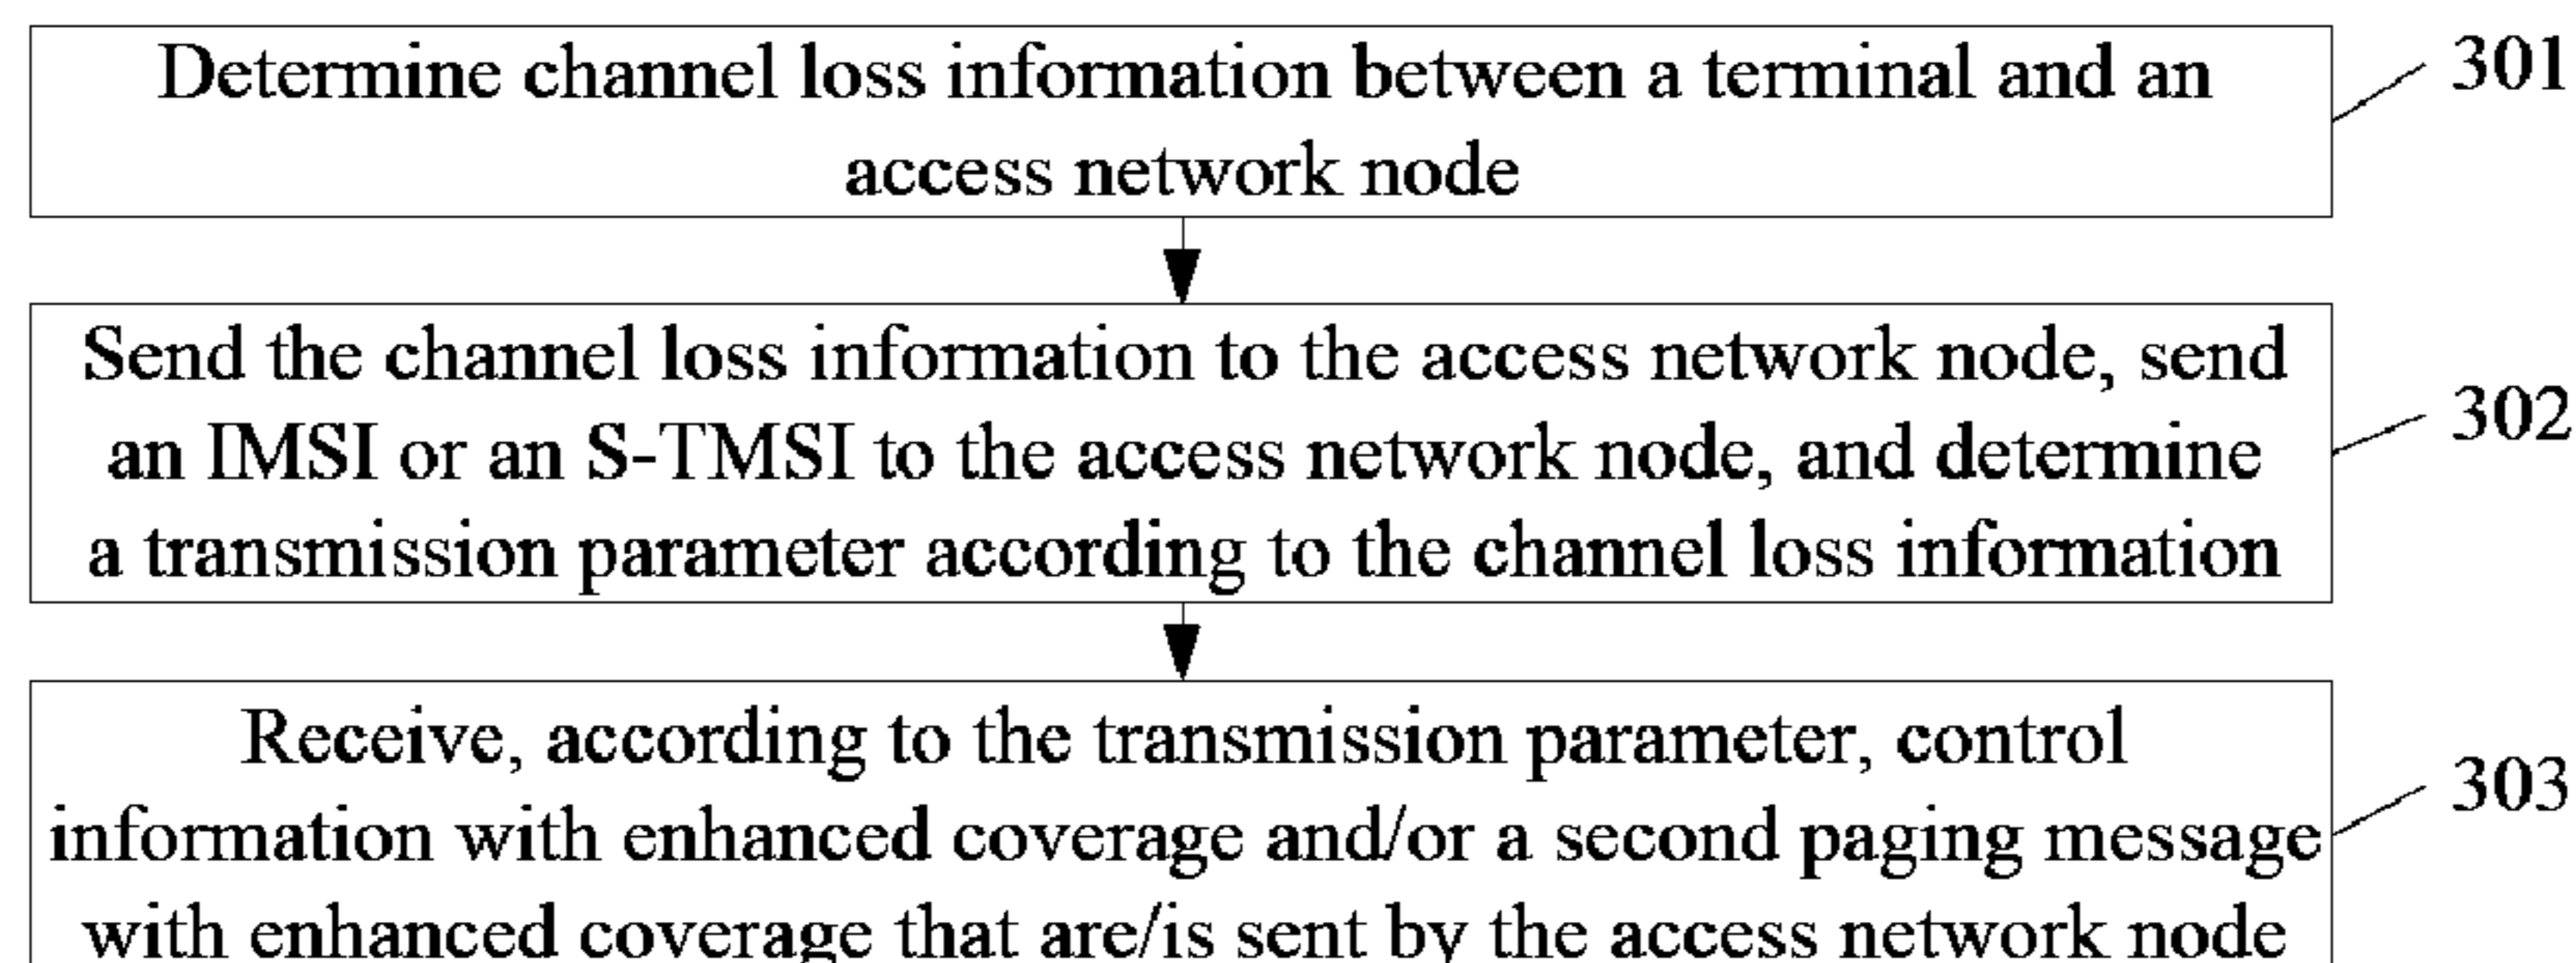 Determine channel loss information between a terminal and an
access network node
301
Send the channel loss information to the access network node, send
an IMSI or an S-TMSI to the access network node, and determine
a transmission parameter according to the channel loss information
302
Receive, according to the transmission parameter, control
information with enhanced coverage and/or a second paging message
with enhanced coverage that are/is sent by the access network node
303